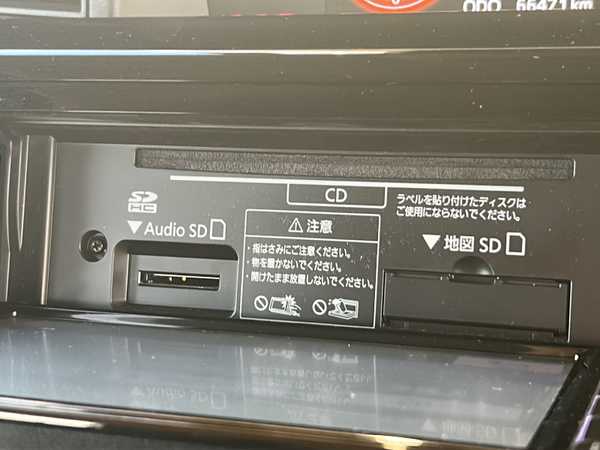 ODO 66471km
CD
ラベルを貼り付けたディスクは
ご使用にならないでください。
SD
HC
▼Audio SD
⚠注意
・指はさみにご注意ください。
・物を置かないでください。
・開けたまま放置しないでください。
▼地図 SD